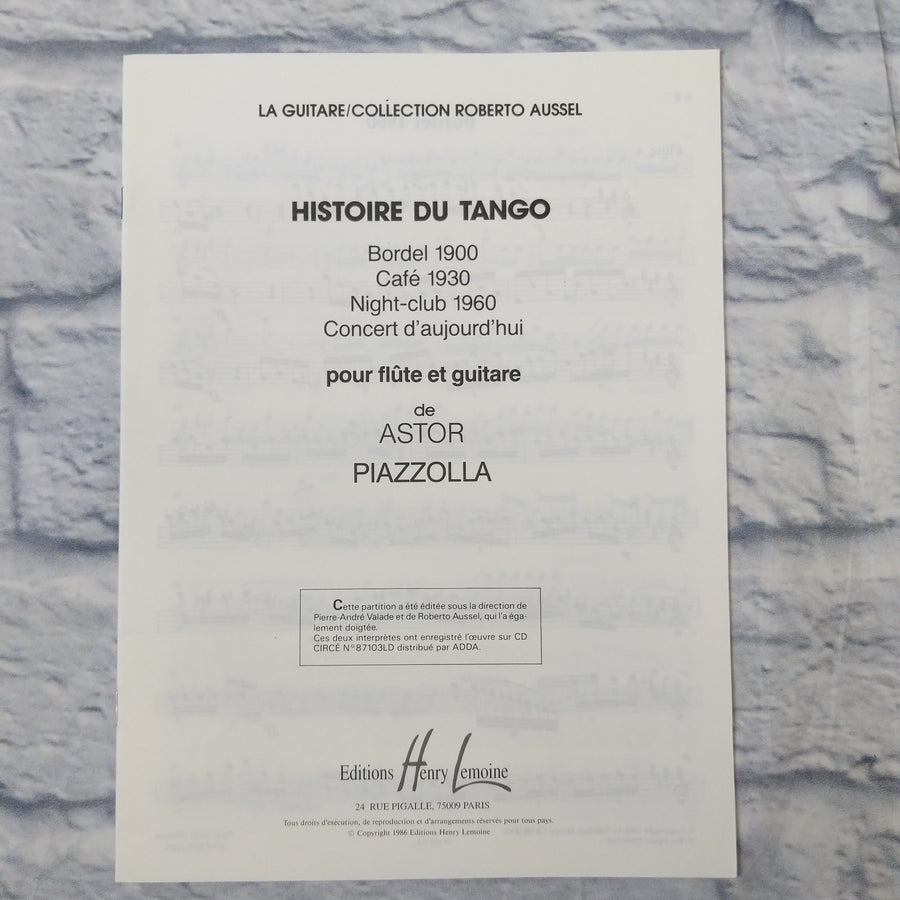 LA GUITARE/COLLECTION ROBERTO AUSSEL
HISTOIRE DU TANGO
Bordel 1900
Café 1930
Night-club 1960
Concert d'aujourd'hui
pour flûte et guitare
de
ASTOR
PIAZZOLLA
Cette partition a été éditée sous la direction de
Pierre-André Valade et de Roberto Aussel, qui l'a éga-
lement doigtée.
Ces deux interprètes ont enregistré l'œuvre sur CD
CIRCÉ N° 87103LD distribué par ADDA.
Editions Henry Lemoine
24 RUE PIGALLE, 75009 PARIS
Tous droits d'exécution, de reproduction et d'arrangements réservés pour tous pays.
© Copyright 1986 Editions Henry Lemoine